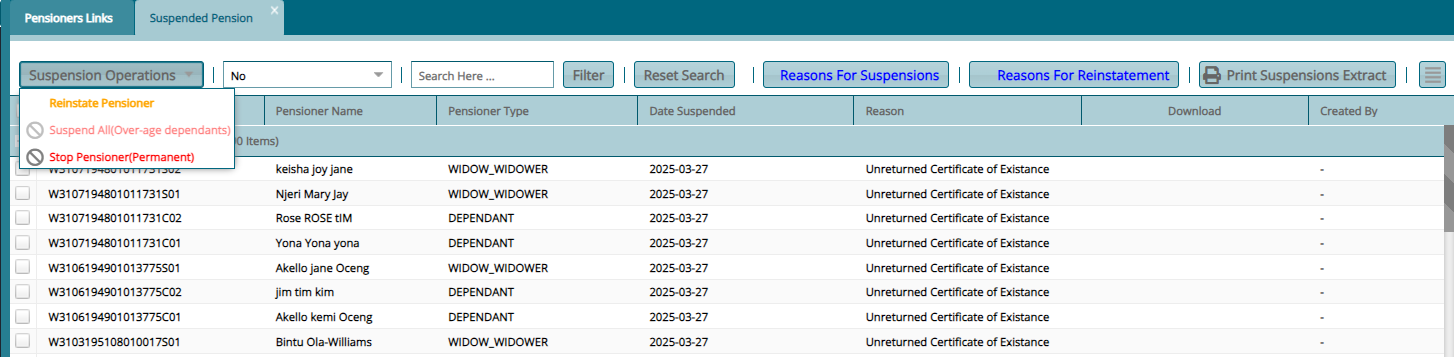 Pensioners Links Suspended Pension x
Suspension Operations No Search Here ... Filter Reset Search Reasons For Suspensions Reasons For Reinstatement Print Suspensions Extract
Reinstate Pensioner
Suspend All(Over-age dependants)
Stop Pensioner(Permanent)
Pensioner Name Pensioner Type Date Suspended Reason Download Created By
0 Items)
W3107194801011731S02 keisha joy jane WIDOW_WIDOWER 2025-03-27 Unreturned Certificate of Existance -
W3107194801011731S01 Njeri Mary Jay WIDOW_WIDOWER 2025-03-27 Unreturned Certificate of Existance -
W3107194801011731C02 Rose ROSE tIM DEPENDANT 2025-03-27 Unreturned Certificate of Existance -
W3107194801011731C01 Yona Yona yona DEPENDANT 2025-03-27 Unreturned Certificate of Existance -
W3106194901013775S01 Akello jane Oceng WIDOW_WIDOWER 2025-03-27 Unreturned Certificate of Existance -
W3106194901013775C02 jim tim kim DEPENDANT 2025-03-27 Unreturned Certificate of Existance -
W3106194901013775C01 Akello kemi Oceng DEPENDANT 2025-03-27 Unreturned Certificate of Existance -
W3103195108010017S01 Bintu Ola-Williams WIDOW_WIDOWER 2025-03-27 Unreturned Certificate of Existance -